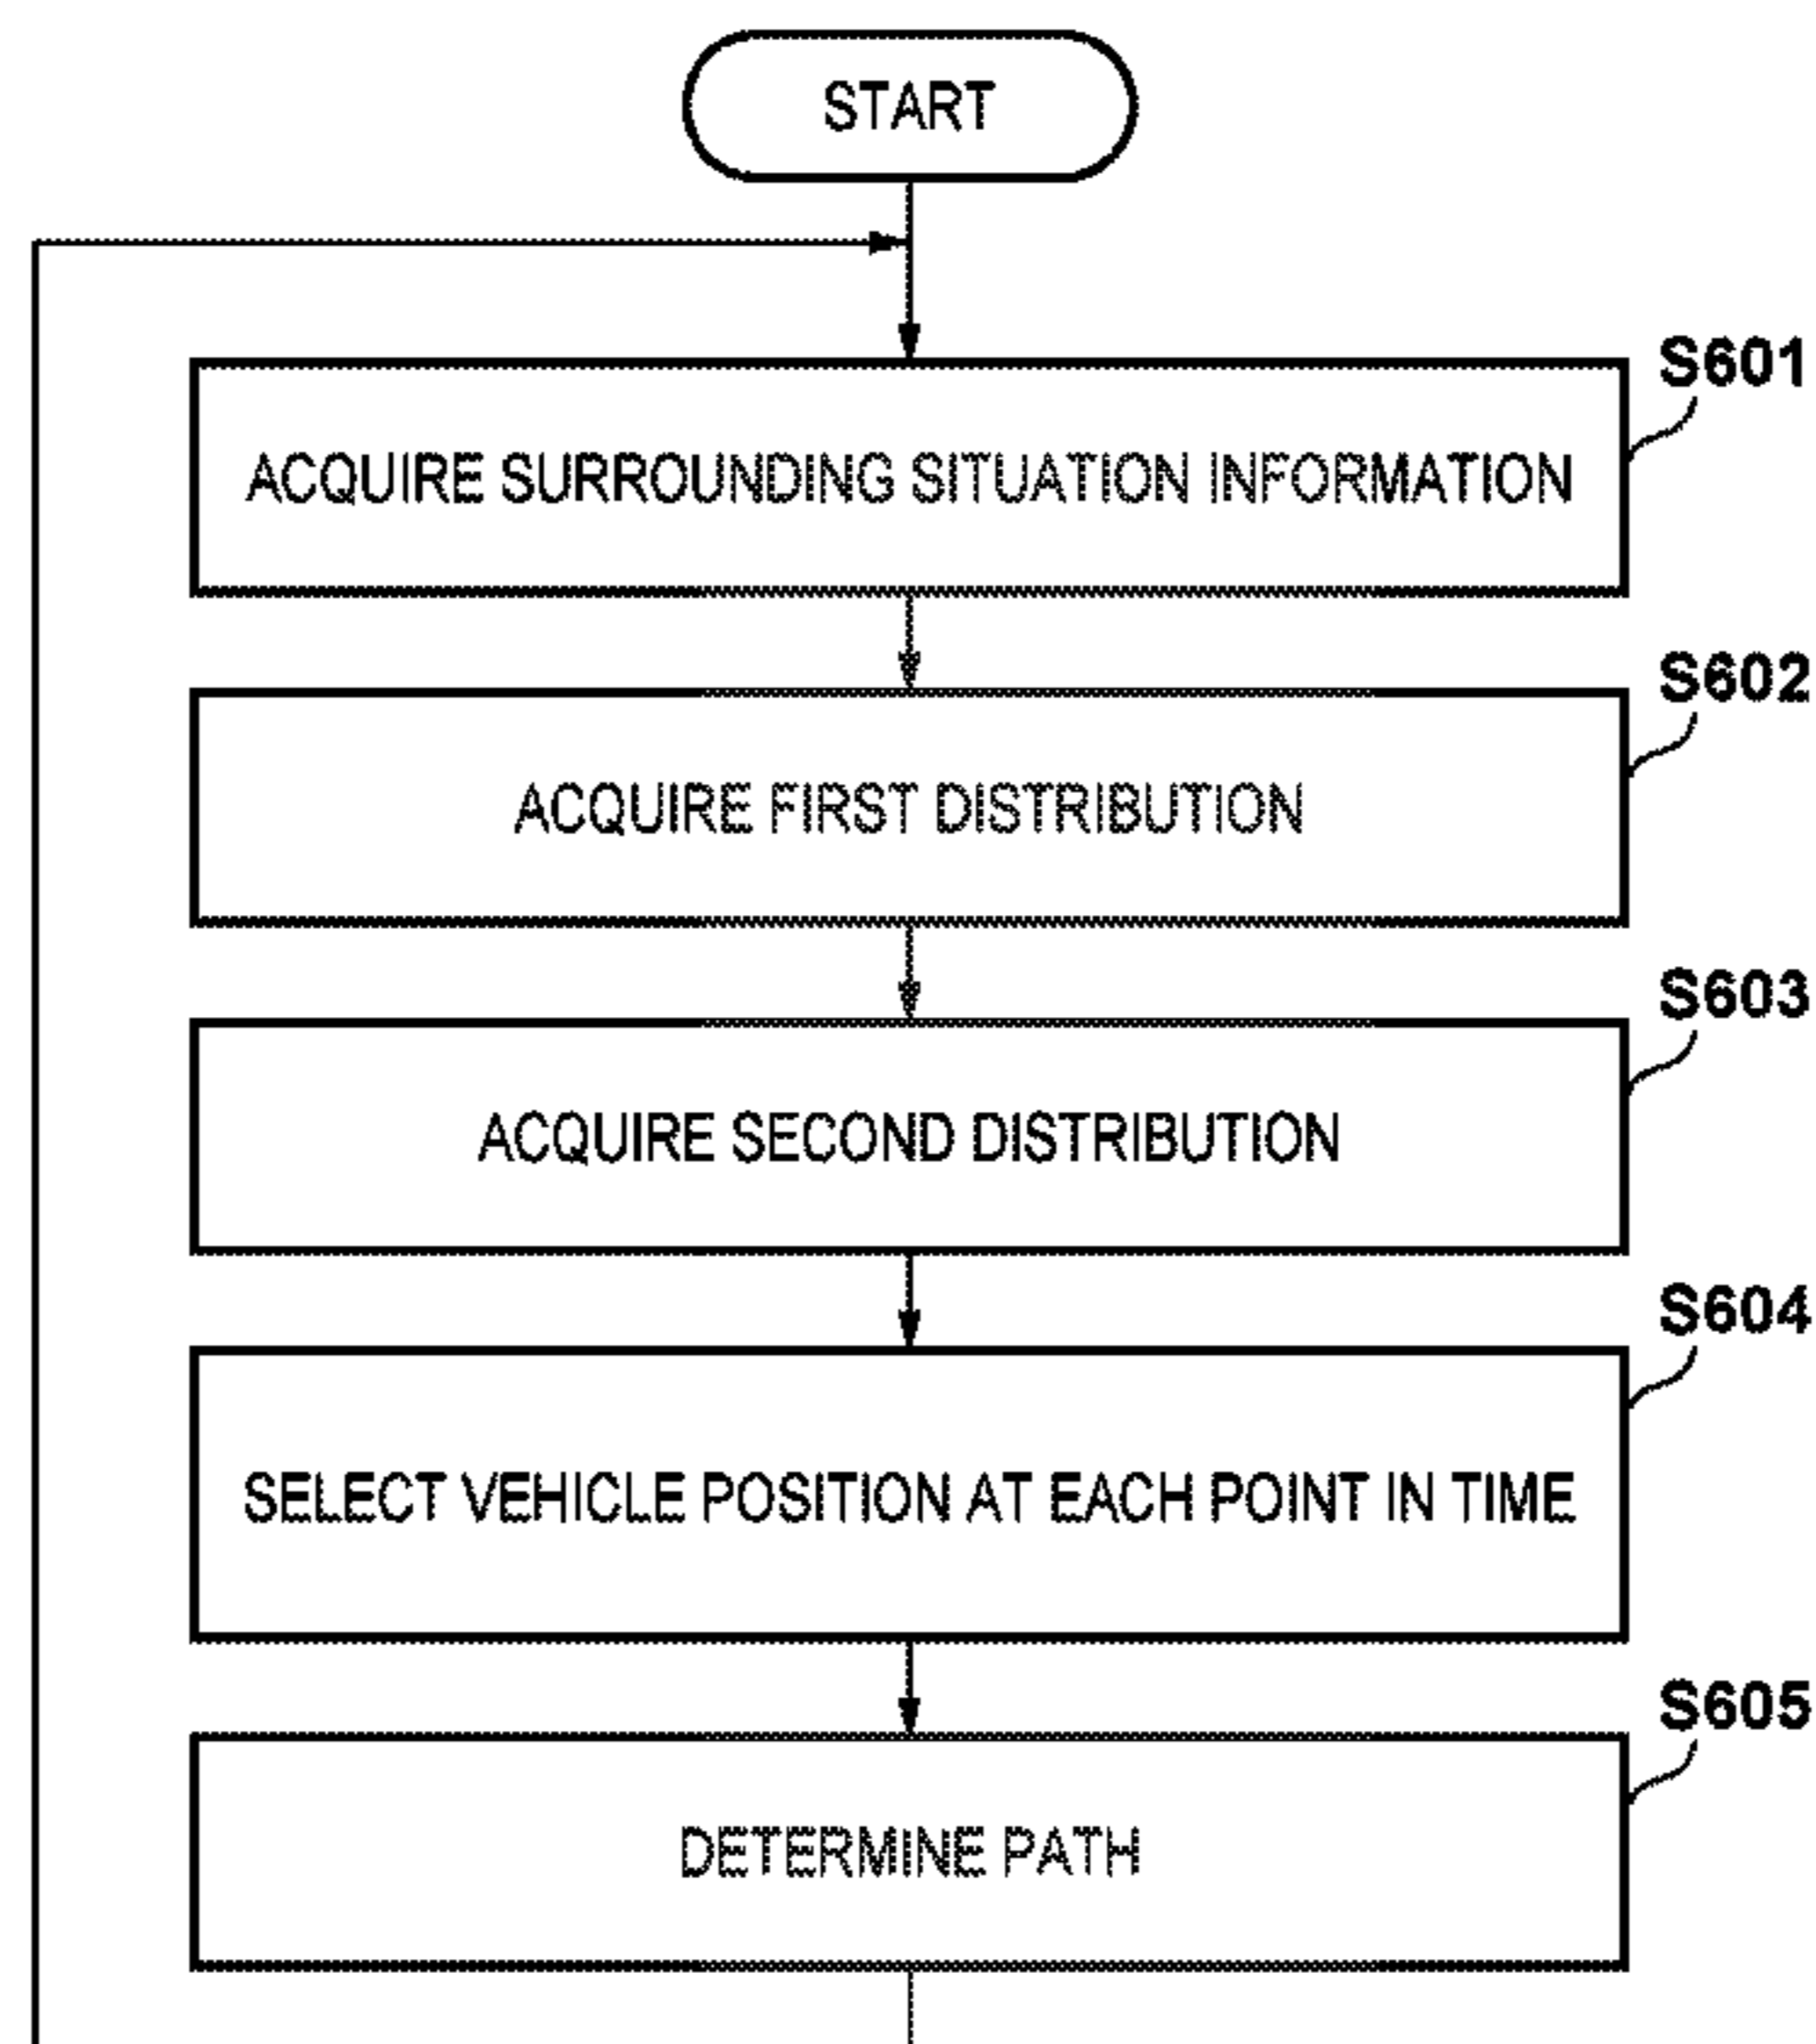 START
S601
ACQUIRE SURROUNDING SITUATION INFORMATION
S602
ACQUIRE FIRST DISTRIBUTION
S603
ACQUIRE SECOND DISTRIBUTION
S604
SELECT VEHICLE POSITION AT EACH POINT IN TIME
S605
DETERMINE PATH